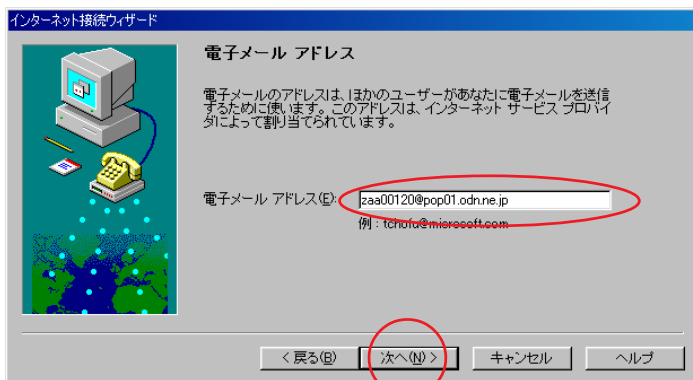 インターネット接続ウィザード
電子メール アドレス
電子メールのアドレスは、ほかのユーザーがあなたに電子メールを送信
するために使います。このアドレスは、インターネット サービス プロバイ
ダによって割り当てられています。
電子メール アドレス(E): zaa00120@pop01.odn.ne.jp
例 : tchofu@microsoft.com
< 戻る(B) 次へ(N) > キャンセル ヘルプ